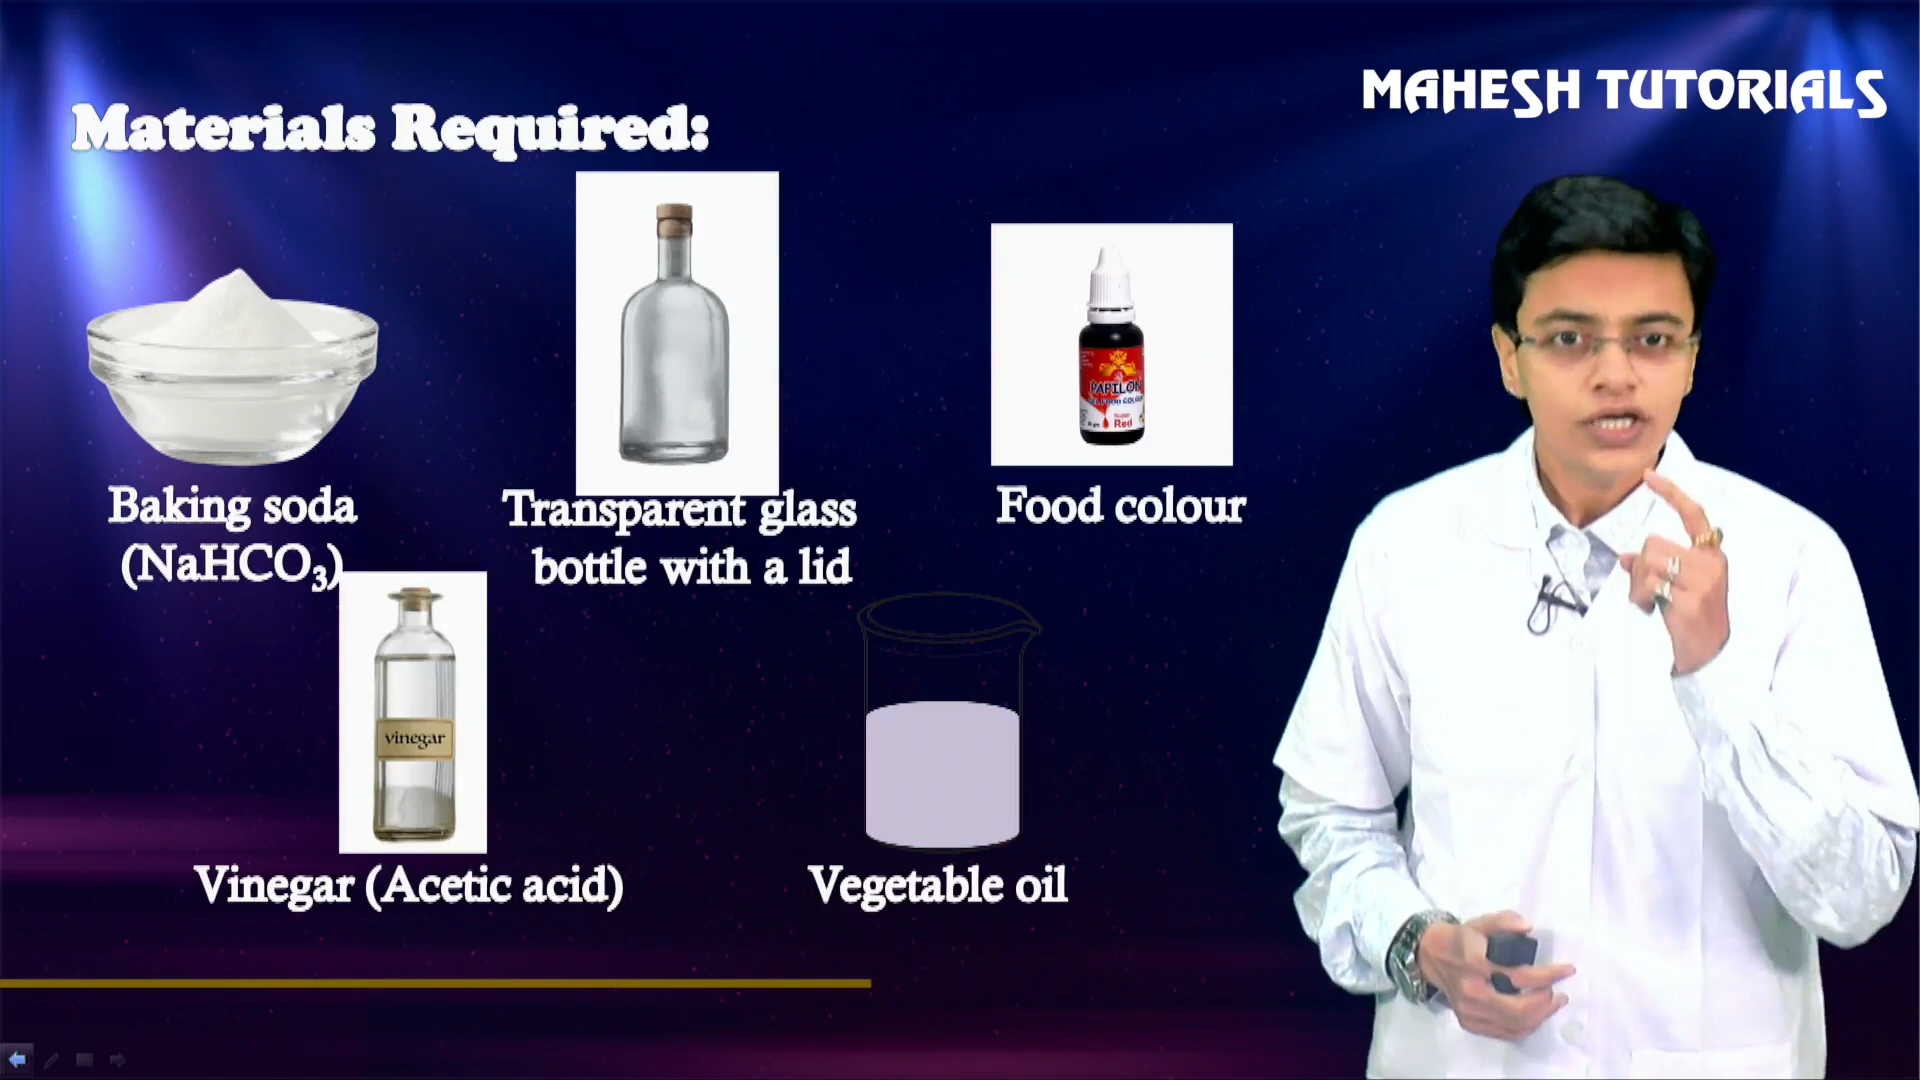 MAHESH TUTORIALS
Materials Required:
PAPILON
Red
Baking soda
(NaHCO₃)
Transparent glass
bottle with a lid
Food colour
vinegar
Vinegar (Acetic acid)
Vegetable oil